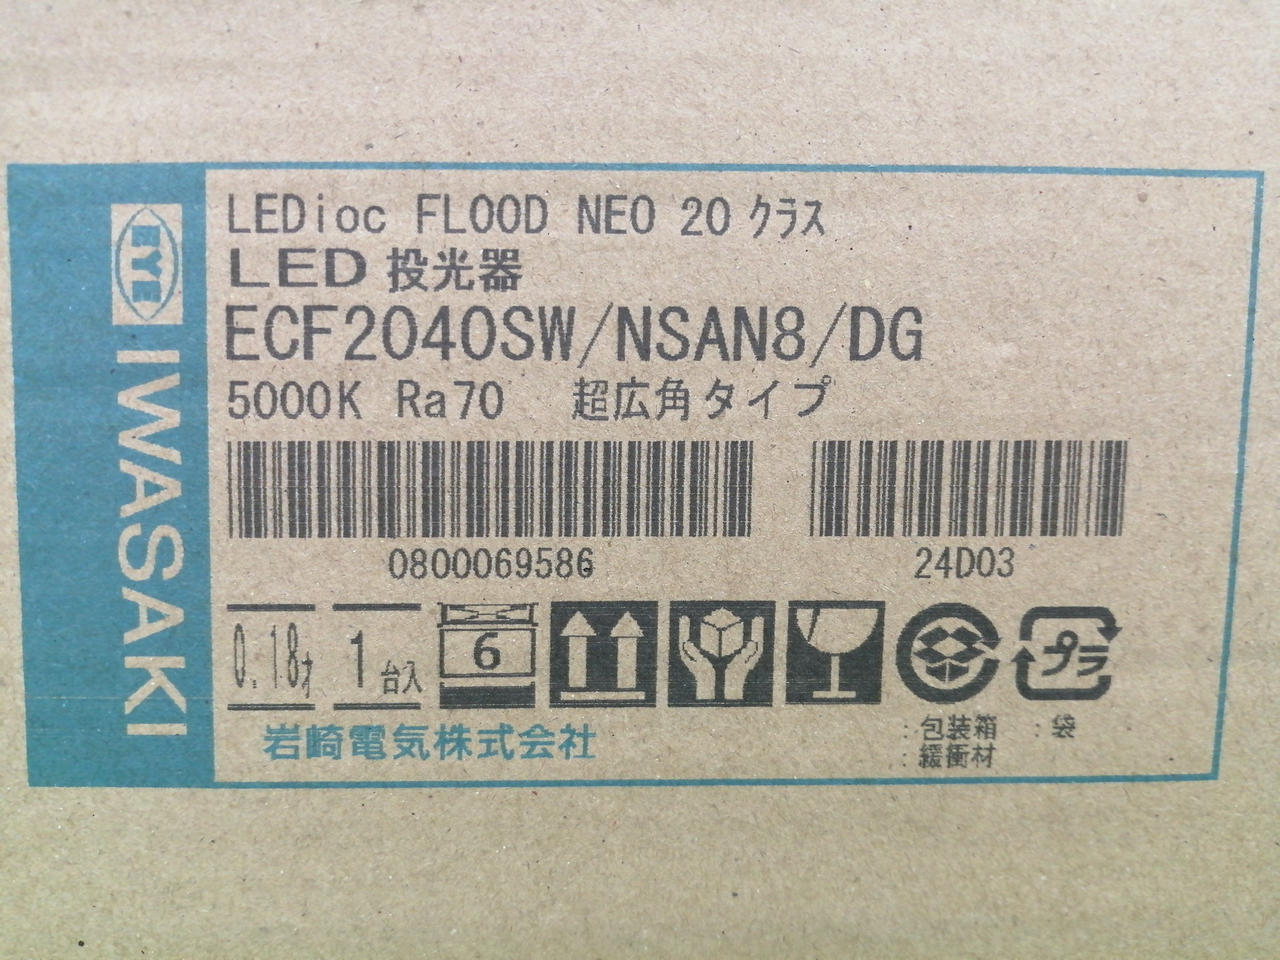 EYE
IWASAKI
LEDioc FLOOD NEO 20 クラス
LED 投光器
ECF2040SW/NSAN8/DG
5000K Ra70 超広角タイプ
0800069586
24D03
0.18才
1台入
6
プラ
岩崎電気株式会社
:包装箱
:袋
:緩衝材